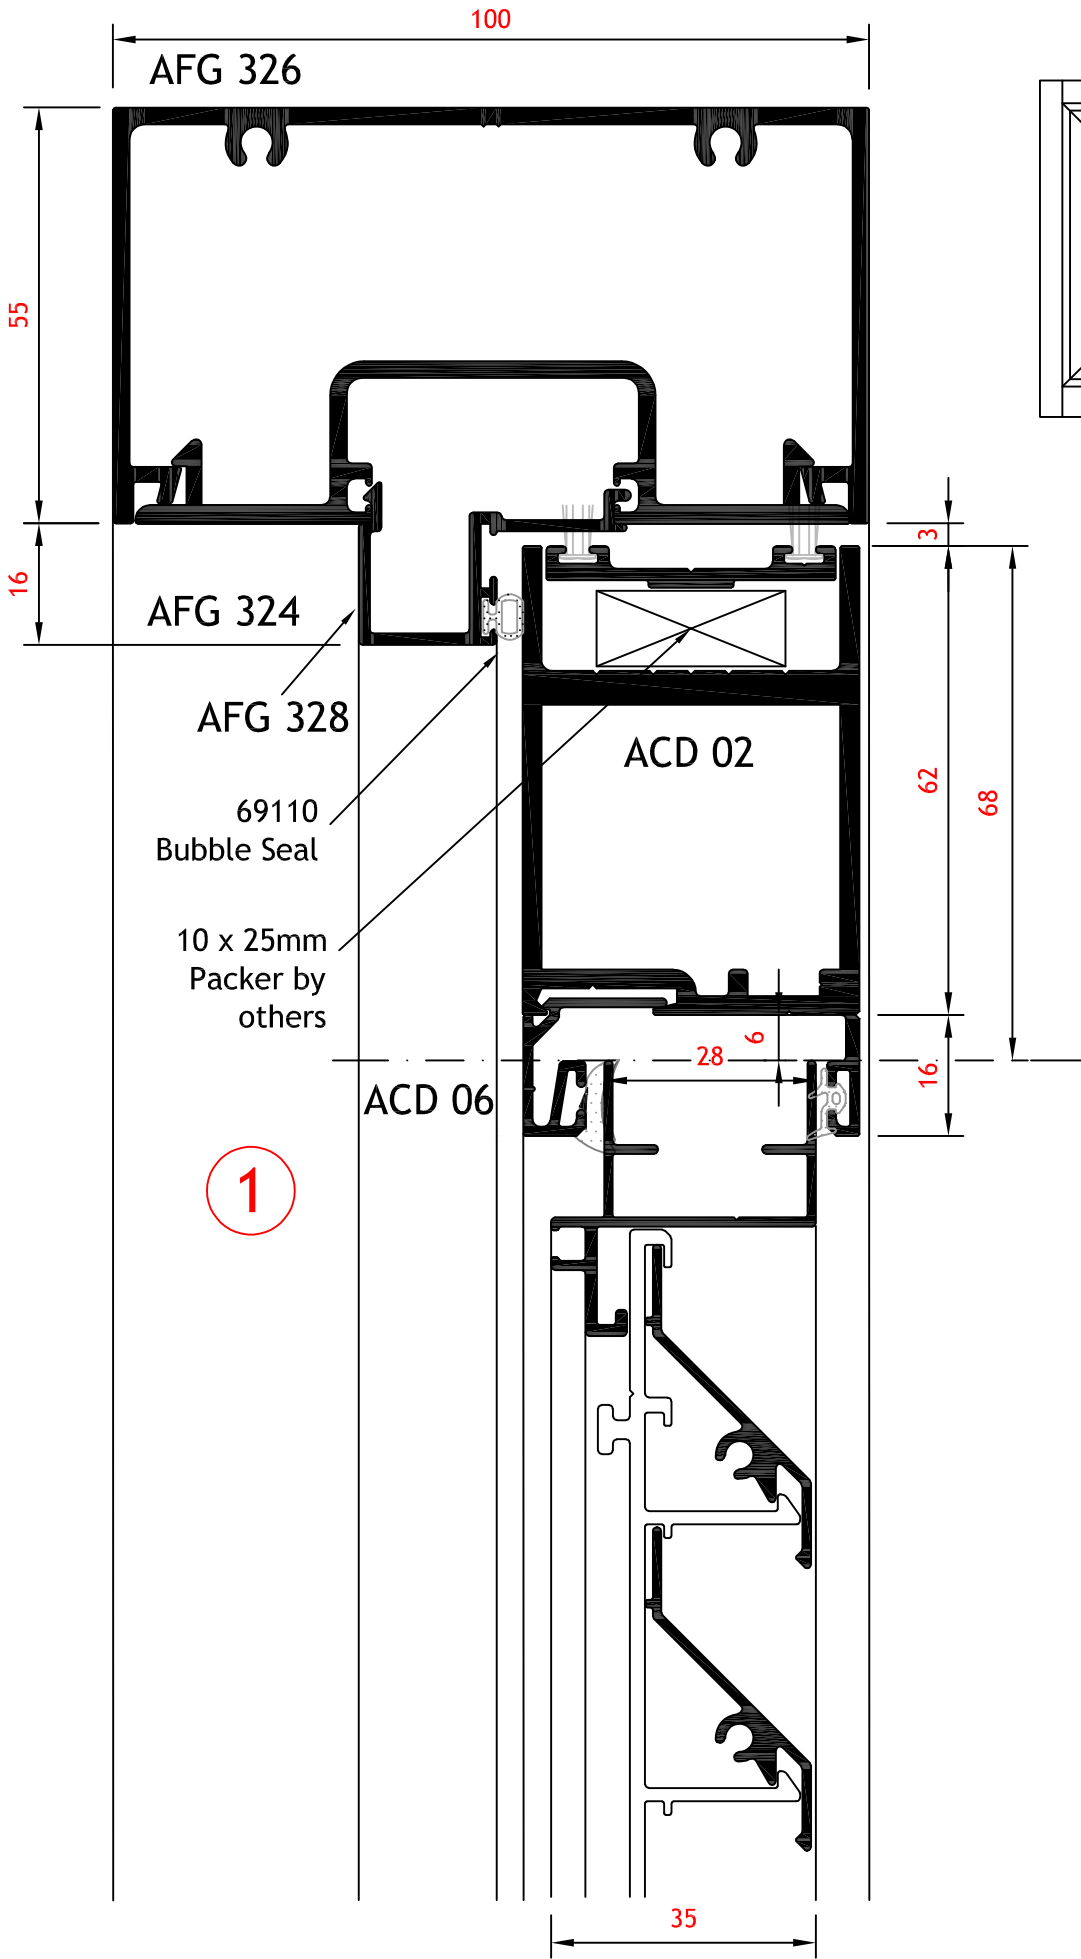 100
AFG 326
55
3
16
AFG 324
AFG 328
ACD 02
62
68
69110
Bubble Seal
10 x 25mm
Packer by
others
6
28
16
ACD 06
1
35